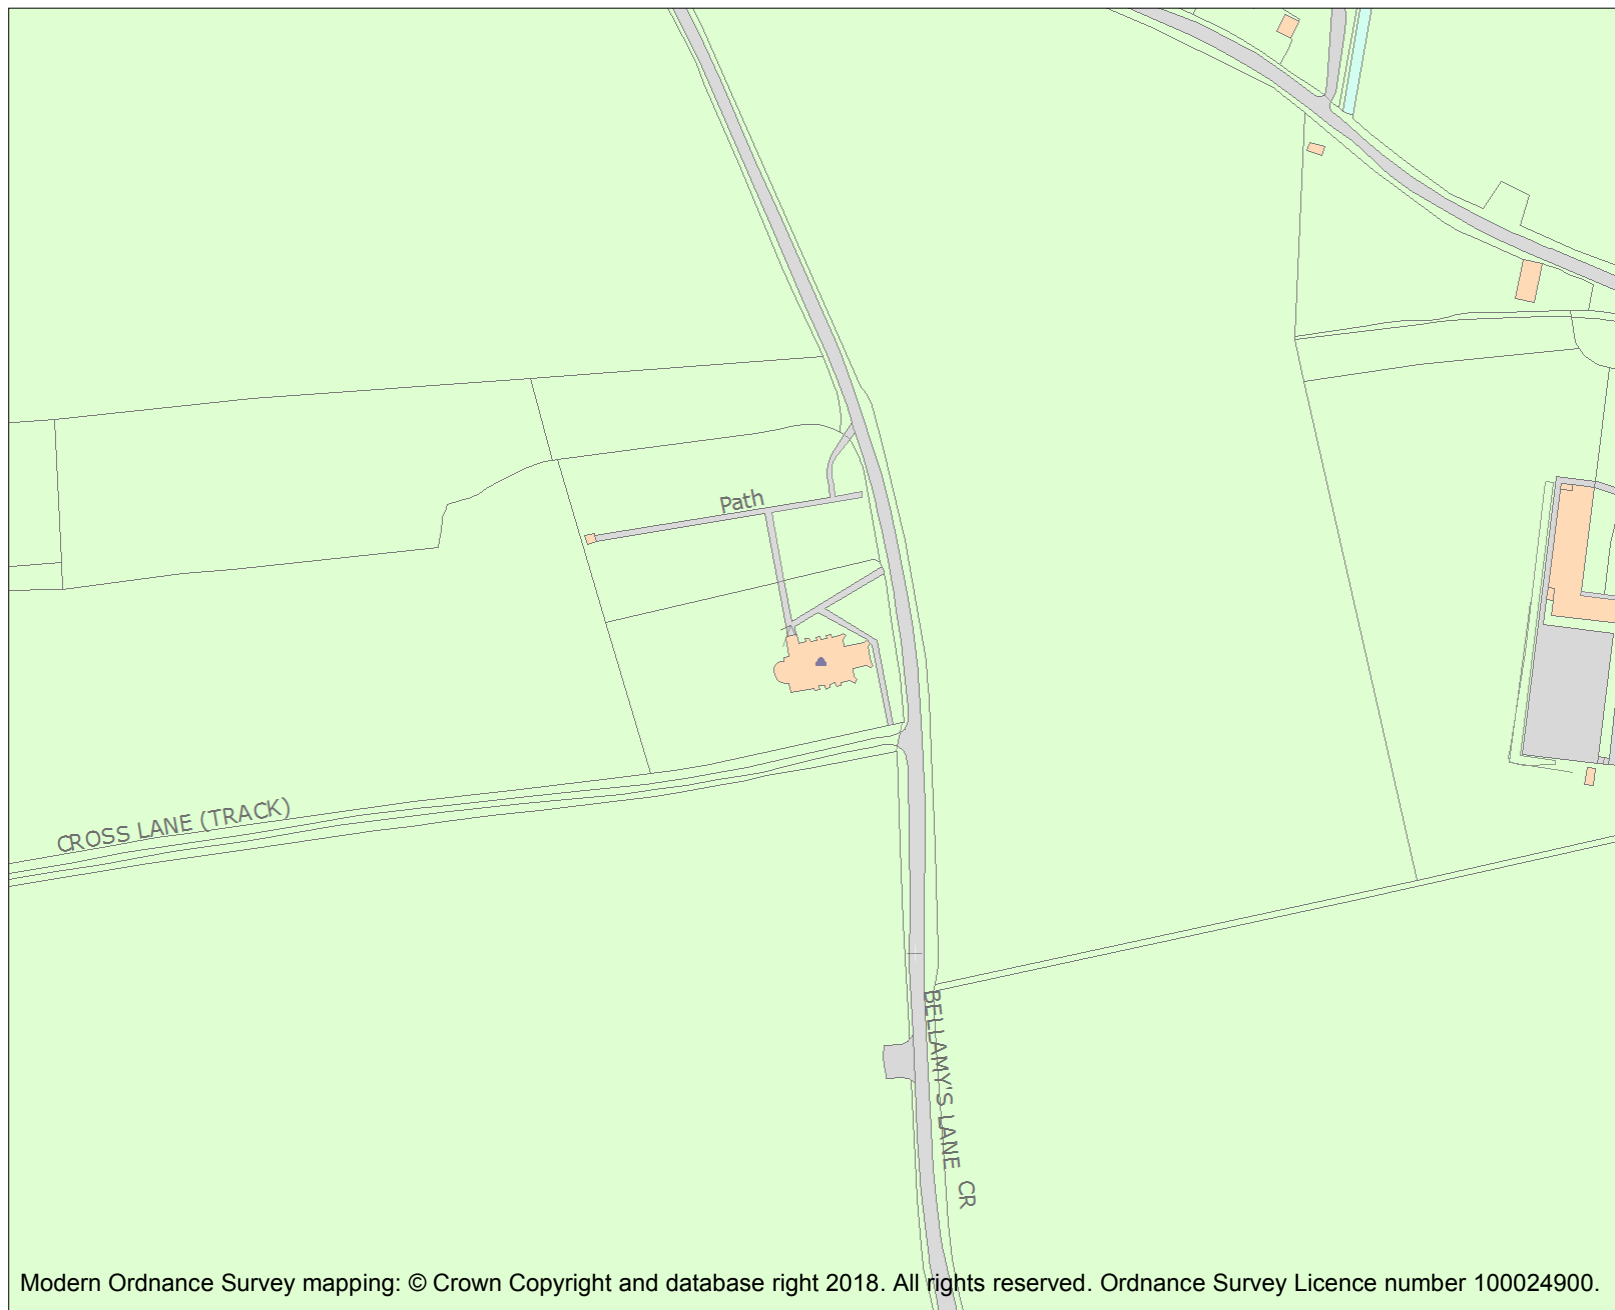 Path
CROSS LANE (TRACK)
BELLAMY'S LANE CR
Modern Ordnance Survey mapping: © Crown Copyright and database right 2018. All rights reserved. Ordnance Survey Licence number 100024900.